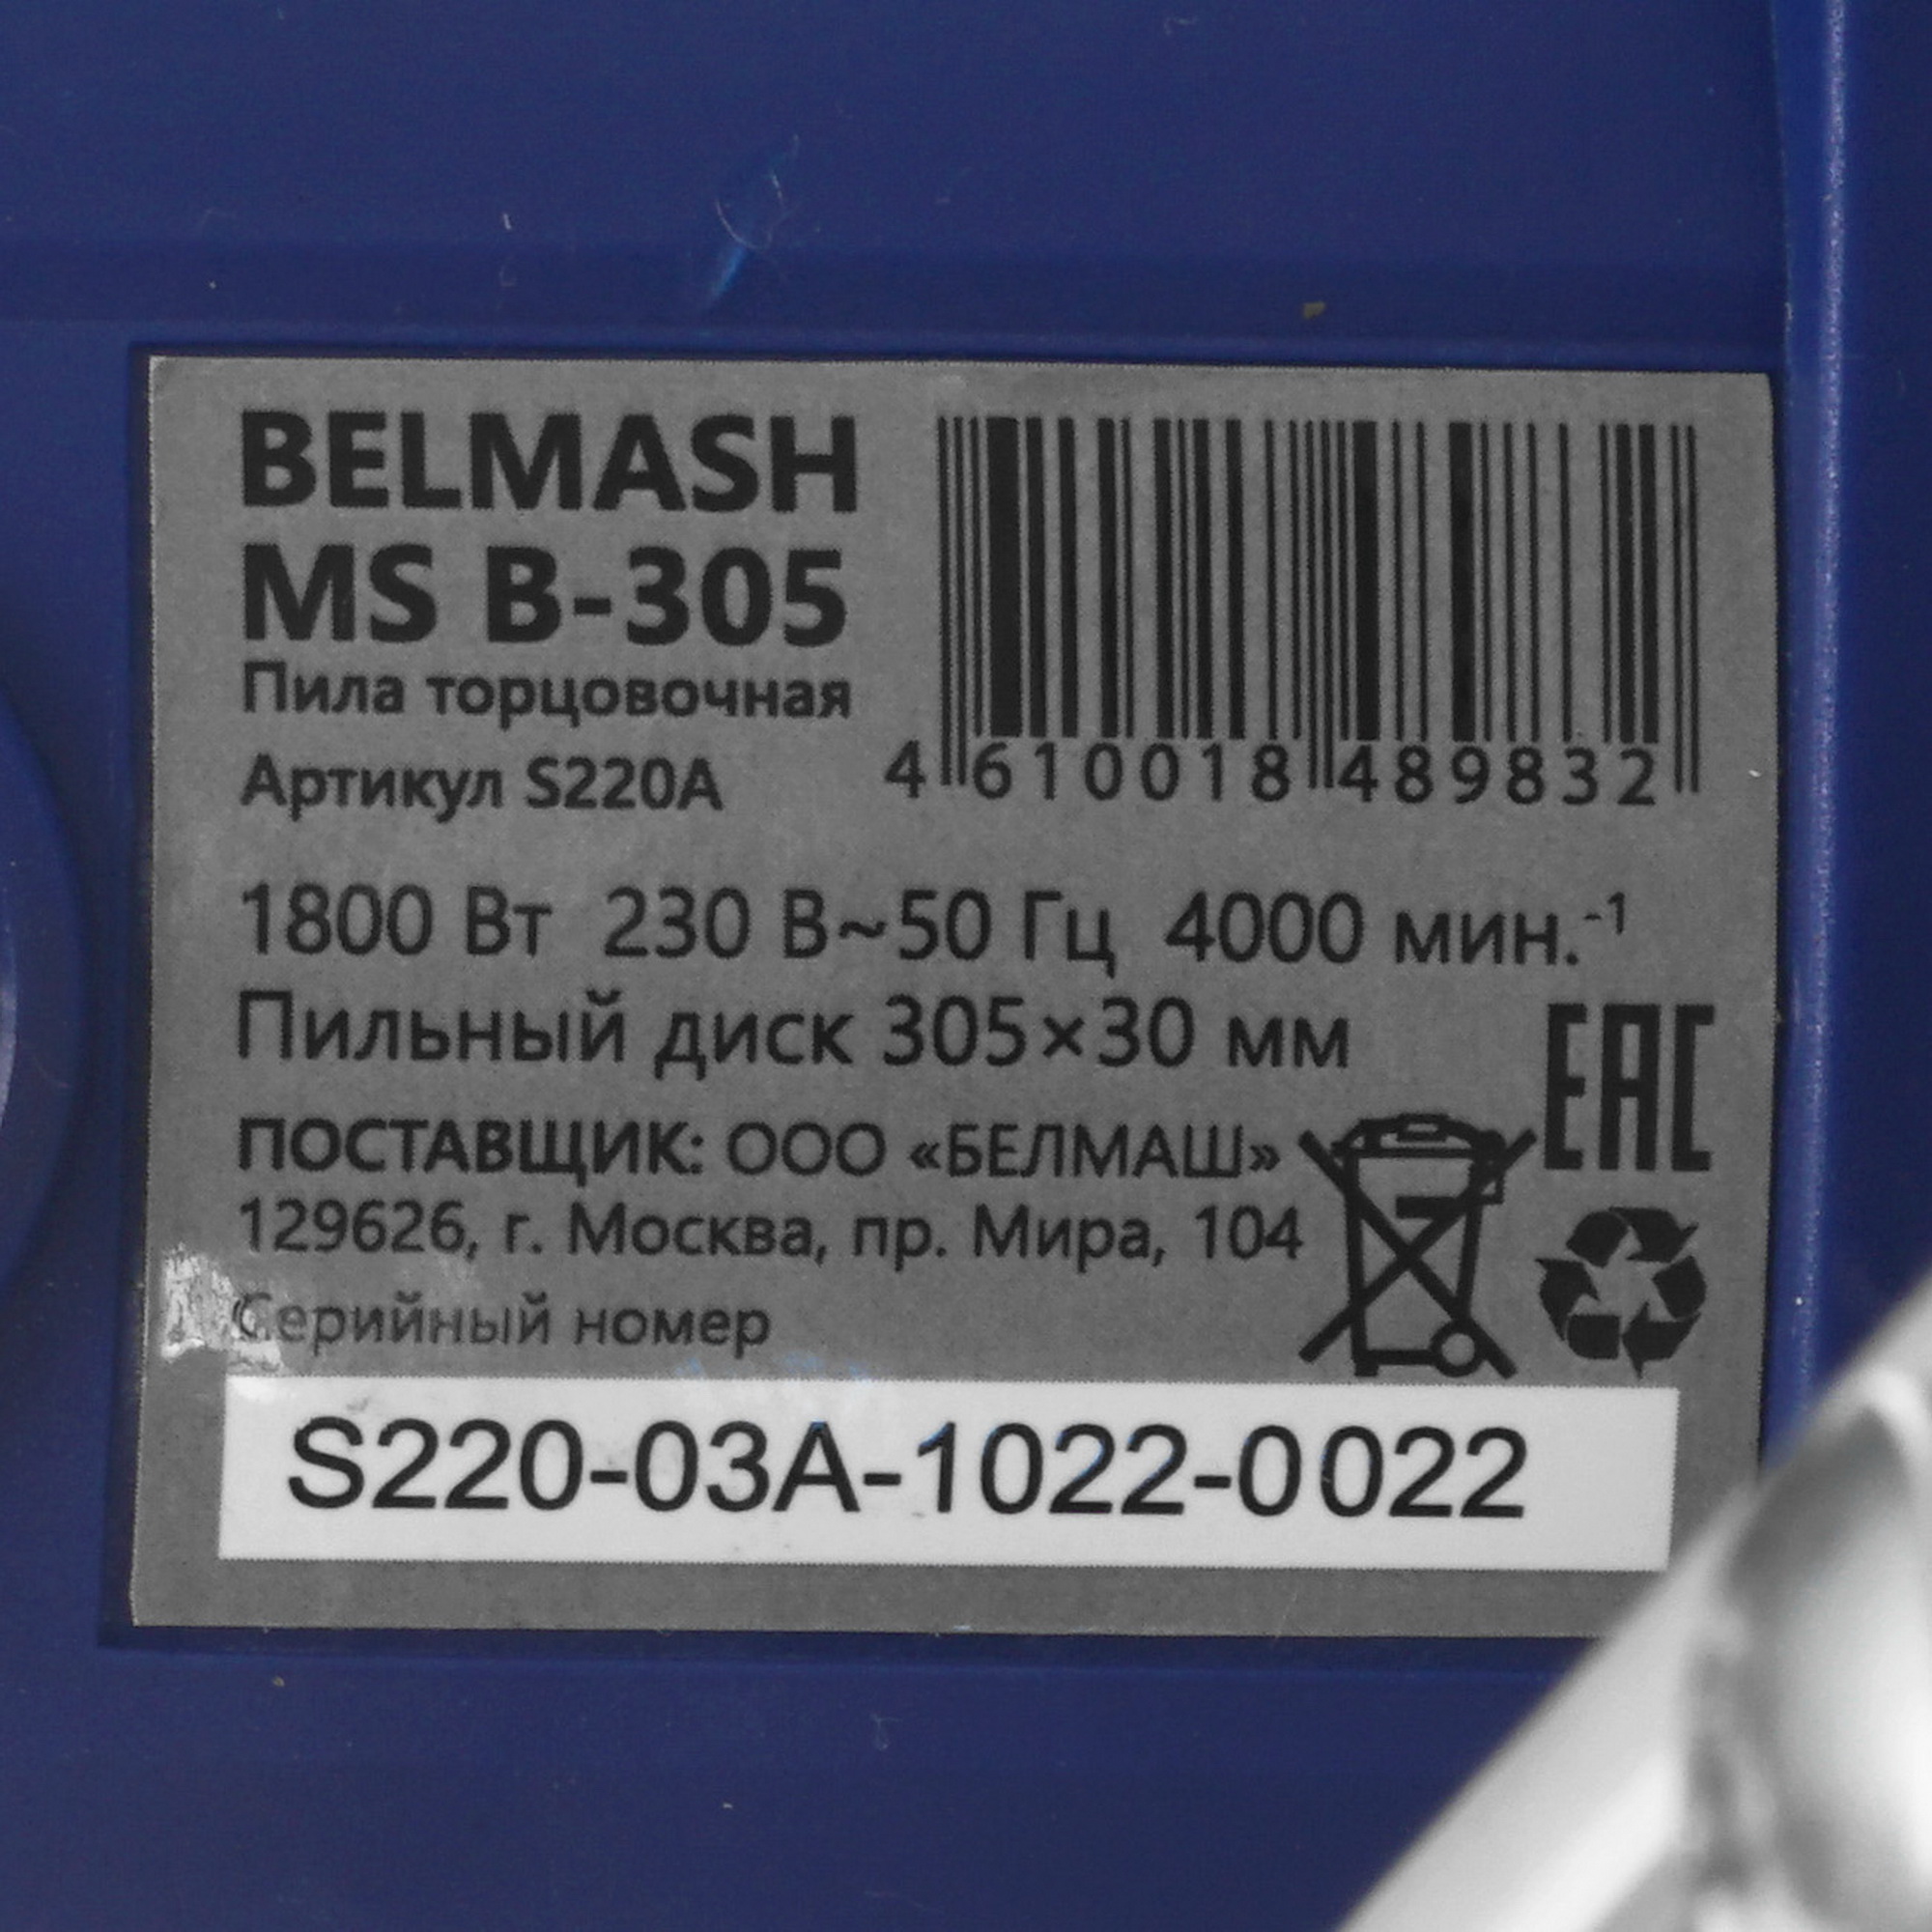 BELMASH
MS B-305
Пила торцовочная
Артикул S220A
4 610018 489832
1800 Вт 230 В~50 Гц 4000 мин.⁻¹
Пильный диск 305×30 мм
EAC
ПОСТАВЩИК: ООО «БЕЛМАШ»
129626, г. Москва, пр. Мира, 104
Серийный номер
S220-03A-1022-0022